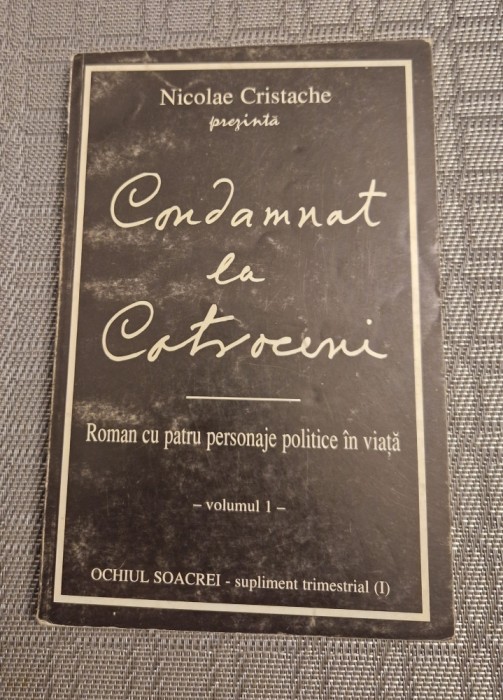 Nicolae Cristache
prezintă
Condamnat
la
Cotroceni
Roman cu patru personaje politice în viață
– volumul 1 –
OCHIUL SOACREI - supliment trimestrial (I)